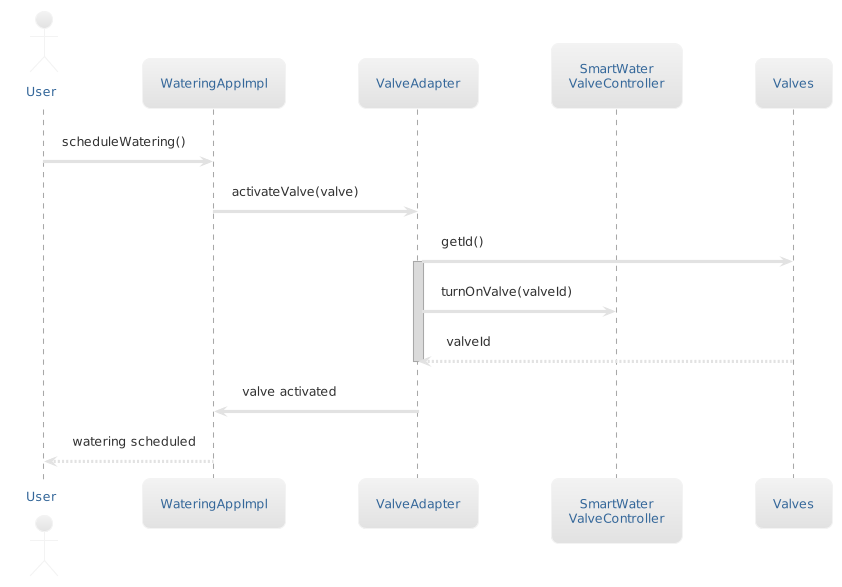 User
WateringAppImpl
ValveAdapter
SmartWater
ValveController
Valves
scheduleWatering()
activateValve(valve)
getId()
turnOnValve(valveId)
valveId
valve activated
watering scheduled
User
WateringAppImpl
ValveAdapter
SmartWater
ValveController
Valves